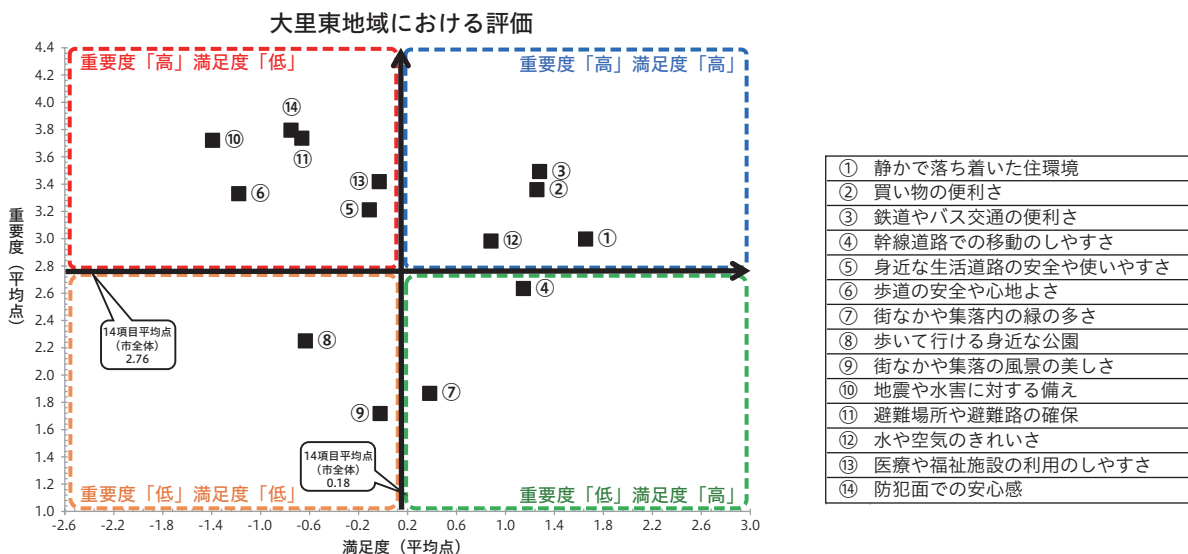 大里東地域における評価
重要度（平均点）
4.4
4.2
4.0
3.8
3.6
3.4
3.2
3.0
2.8
2.6
2.4
2.2
2.0
1.8
1.6
1.4
1.2
1.0
重要度「高」満足度「低」
重要度「高」満足度「高」
⑭
⑩
⑪
⑬
⑥
⑤
③
②
⑫
①
④
14項目平均点
（市全体）
2.76
⑧
⑦
⑨
14項目平均点
（市全体）
0.18
重要度「低」満足度「低」
重要度「低」満足度「高」
-2.6 -2.2 -1.8 -1.4 -1.0 -0.6 -0.2 0.2 0.6 1.0 1.4 1.8 2.2 2.6 3.0
満足度（平均点）
① 静かで落ち着いた住環境
② 買い物の便利さ
③ 鉄道やバス交通の便利さ
④ 幹線道路での移動のしやすさ
⑤ 身近な生活道路の安全や使いやすさ
⑥ 歩道の安全や心地よさ
⑦ 街なかや集落内の緑の多さ
⑧ 歩いて行ける身近な公園
⑨ 街なかや集落の風景の美しさ
⑩ 地震や水害に対する備え
⑪ 避難場所や避難路の確保
⑫ 水や空気のきれいさ
⑬ 医療や福祉施設の利用のしやすさ
⑭ 防犯面での安心感